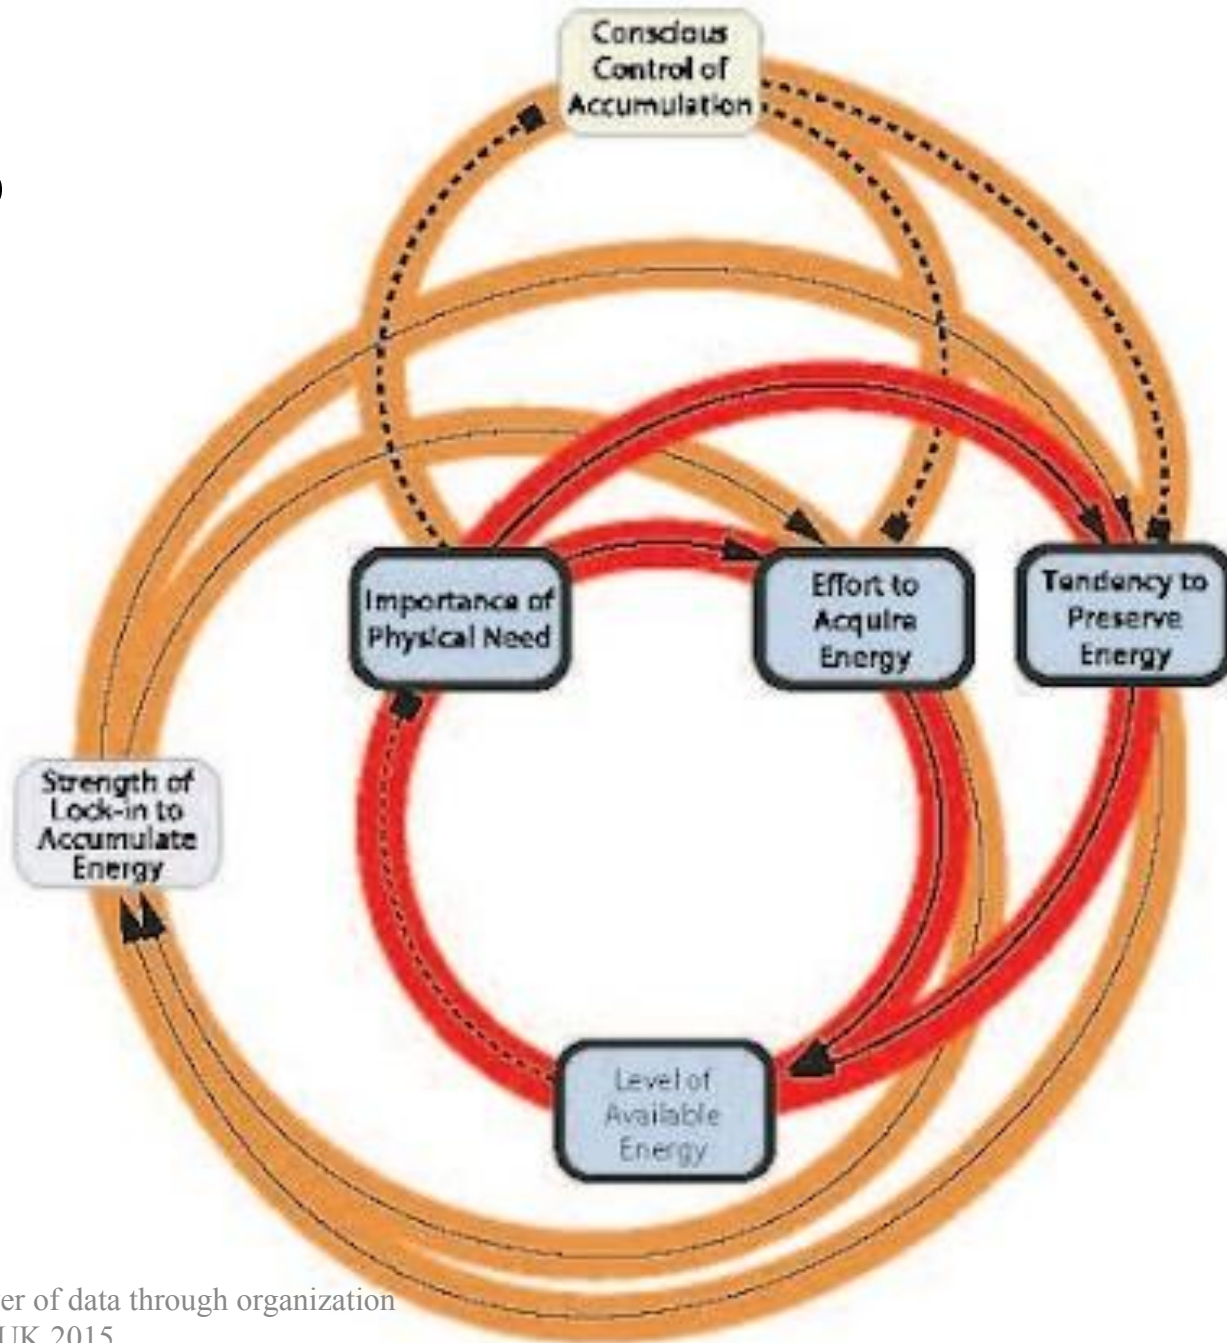 Conscious
Control of
Accumulation
)
Importance of
Physical Need
Effort to
Acquire
Energy
Tendency to
Preserve
Energy
Strength of
Lock-in to
Accumulate
Energy
Level of
Available
Energy
er of data through organization
UK 2015